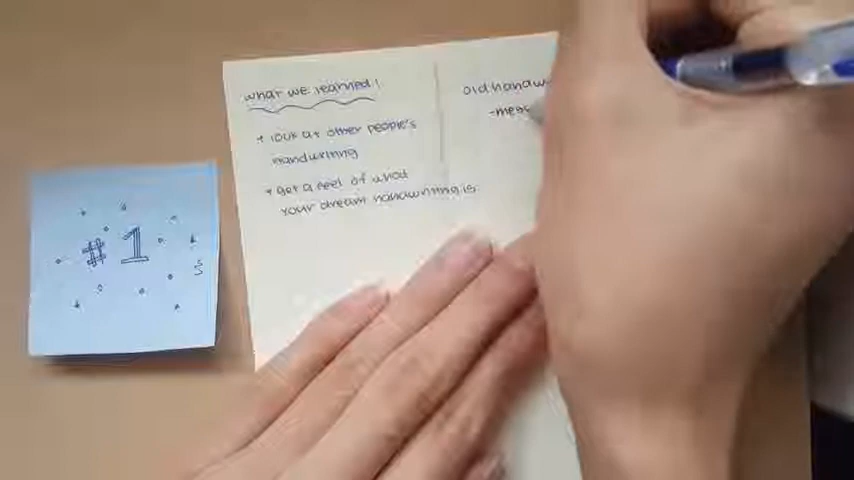 #1
what we learned!
+ look at other people's
handwriting
+ get a feel of what
your dream handwriting is
old handw
-mess